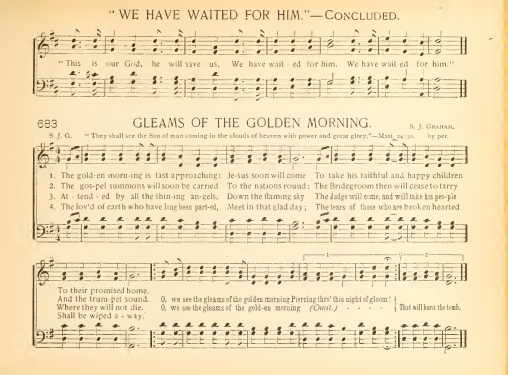 "WE HAVE WAITED FOR HIM."—CONCLUDED.
"This is our God, he will save us, We have wait - ed for him, We have wait-ed for him."
683 GLEAMS OF THE GOLDEN MORNING.
S. J. GRAHAM,
S. J. G. "They shall see the Son of man coming in the clouds of heaven with power and great glory."—Matt. 24:30. by per.
1. The gold-en morn-ing is fast approaching; Je-sus soon will come To take his faithful and happy children
2. The gos-pel summons will soon be carried To the nations round; The Bridegroom then will cease to tarry
3. At - tend - ed by all the shin-ing an-gels, Down the flaming sky The Judge will come, and will take his peo-ple
4. The lov'd of earth who have long been part-ed, Meet in that glad day; The tears of those who are broken hearted
1 2
To their promised home.
And the trum-pet sound. O, we see the gleams of the golden morning Piercing thro' this night of gloom!
Where they will not die. O, we see the gleams of the gold-en morning (Omit.) - - - - - That will burst the tomb.
Shall be wiped a - way.